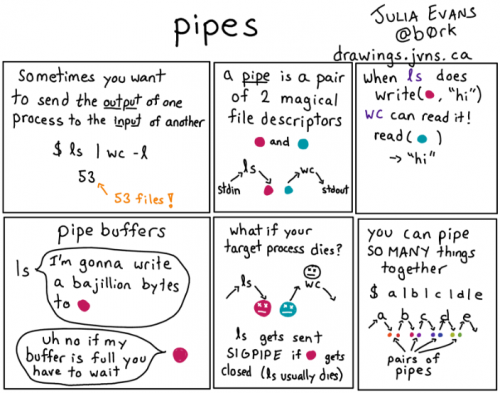 pipes
JULIA EVANS
@b0rk
drawings.jvns.ca
Sometimes you want
to send the output of one
process to the input of another
$ ls | wc -l
53
53 files!
a pipe is a pair
of 2 magical
file descriptors
and
ls
wc
stdin
stdout
when ls does
write( , "hi")
wc can read it!
read( )
→ "hi"
pipe buffers
ls
I'm gonna write
a bajillion bytes
to
uh no if my
buffer is full you
have to wait
what if your
target process dies?
ls
wc
ls gets sent
SIGPIPE if gets
closed (ls usually dies)
you can pipe
SO MANY things
together
$ a|b|c|d|e
a b c d e
pairs of
pipes